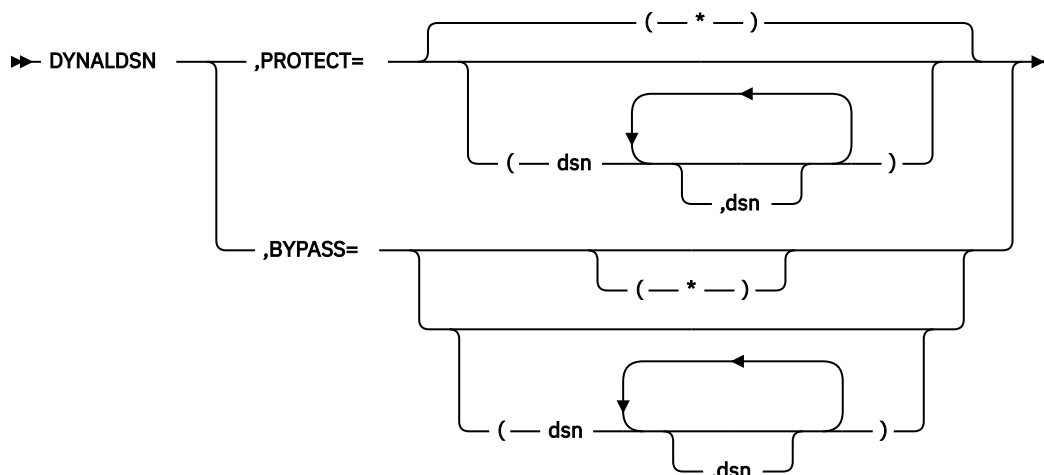 ( * )
DYNALDSN ,PROTECT=
( dsn )
,dsn
,BYPASS=
( * )
( dsn )
,dsn